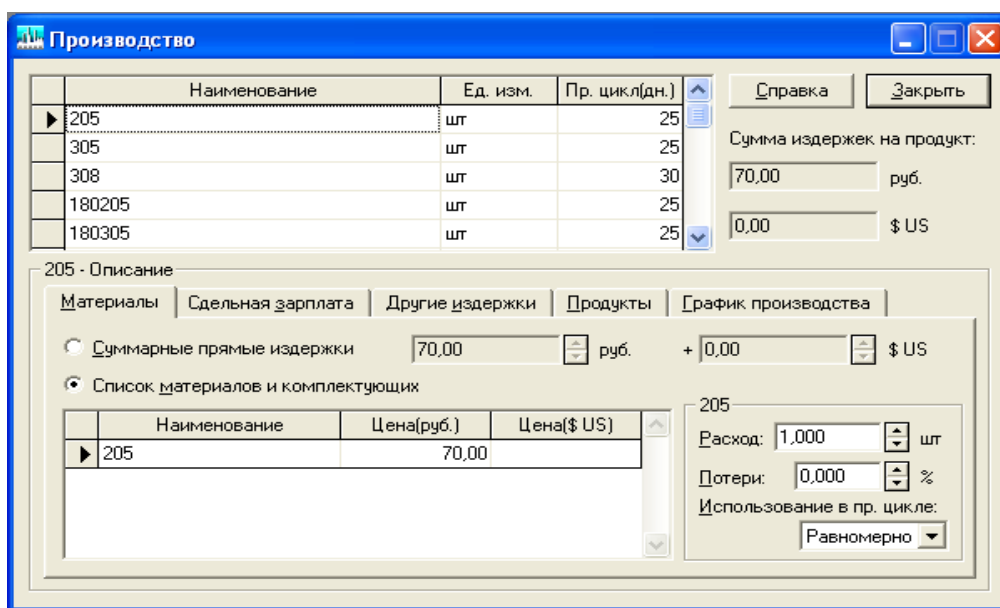 Производство
Наименование Ед. изм. Пр. цикл(дн.)
205 шт 25
305 шт 25
308 шт 30
180205 шт 25
180305 шт 25
Справка Закрыть
Сумма издержек на продукт:
70,00 руб.
0,00 $ US
205 - Описание
Материалы Сдельная зарплата Другие издержки Продукты График производства
Суммарные прямые издержки 70,00 руб. + 0,00 $ US
Список материалов и комплектующих
Наименование Цена(руб.) Цена($ US)
205 70,00
205
Расход: 1,000 шт
Потери: 0,000 %
Использование в пр. цикле:
Равномерно